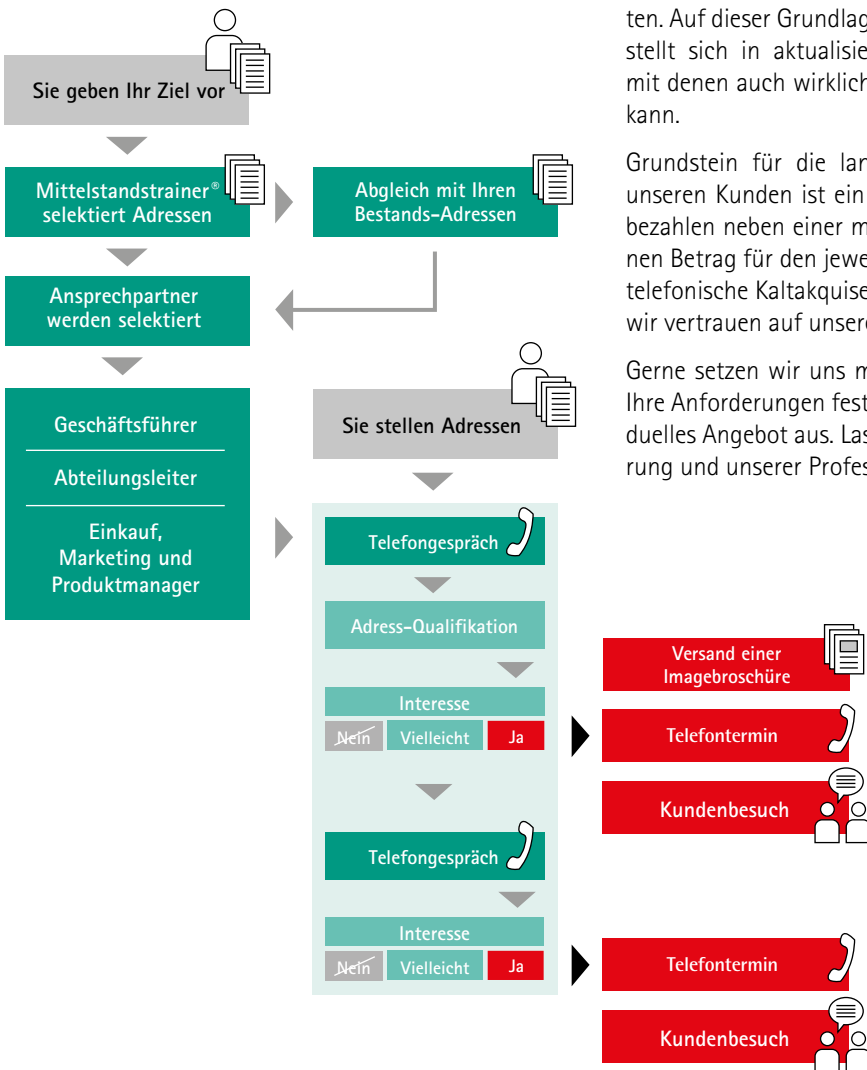 Sie geben Ihr Ziel vor
Mittelstandstrainer®
selektiert Adressen
Abgleich mit Ihren
Bestands-Adressen
Ansprechpartner
werden selektiert
Geschäftsführer
Abteilungsleiter
Einkauf,
Marketing und
Produktmanager
Sie stellen Adressen
Telefongespräch
Adress-Qualifikation
Interesse
Nein Vielleicht Ja
Versand einer
Imagebroschüre
Telefontermin
Kundenbesuch
Telefongespräch
Interesse
Nein Vielleicht Ja
Telefontermin
Kundenbesuch
ten. Auf dieser Grundlag
stellt sich in aktualisie
mit denen auch wirklich
kann.
Grundstein für die lan
unseren Kunden ist ein
bezahlen neben einer m
nen Betrag für den jewe
telefonische Kaltakquise
wir vertrauen auf unsere
Gerne setzen wir uns m
Ihre Anforderungen fest
duelles Angebot aus. Las
rung und unserer Profes